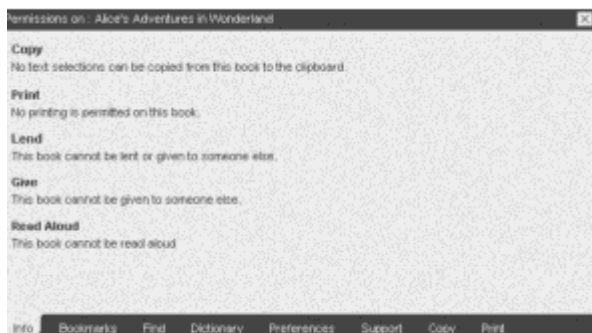 Permissions on : Alice's Adventures in Wonderland
Copy
No text selections can be copied from this book to the clipboard.
Print
No printing is permitted on this book.
Lend
This book cannot be lent or given to someone else.
Give
This book cannot be given to someone else.
Read Aloud
This book cannot be read aloud
Info Bookmarks Find Dictionary Preferences Support Copy Print